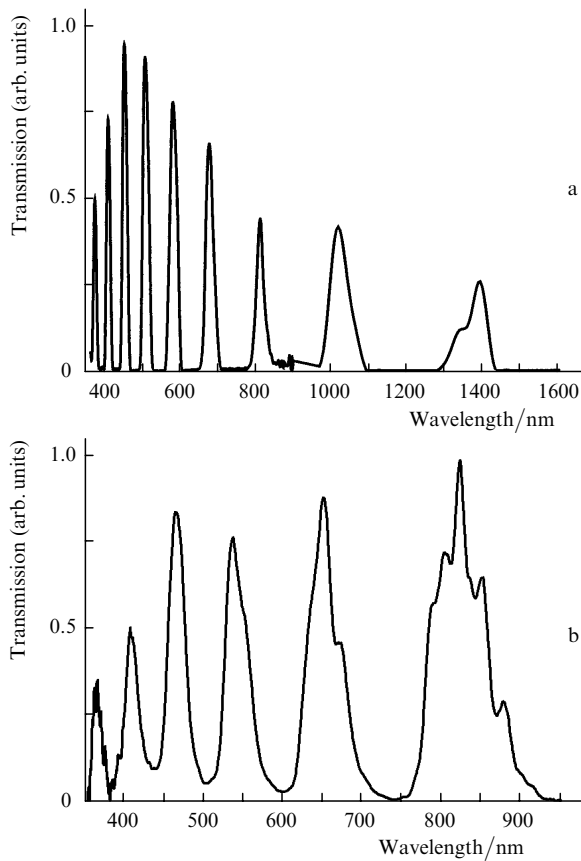 Transmission (arb. units)
1.0
0.5
0
a
400 600 800 1000 1200 1400 1600
Wavelength/nm
Transmission (arb. units)
1.0
0.5
0
b
400 500 600 700 800 900
Wavelength/nm